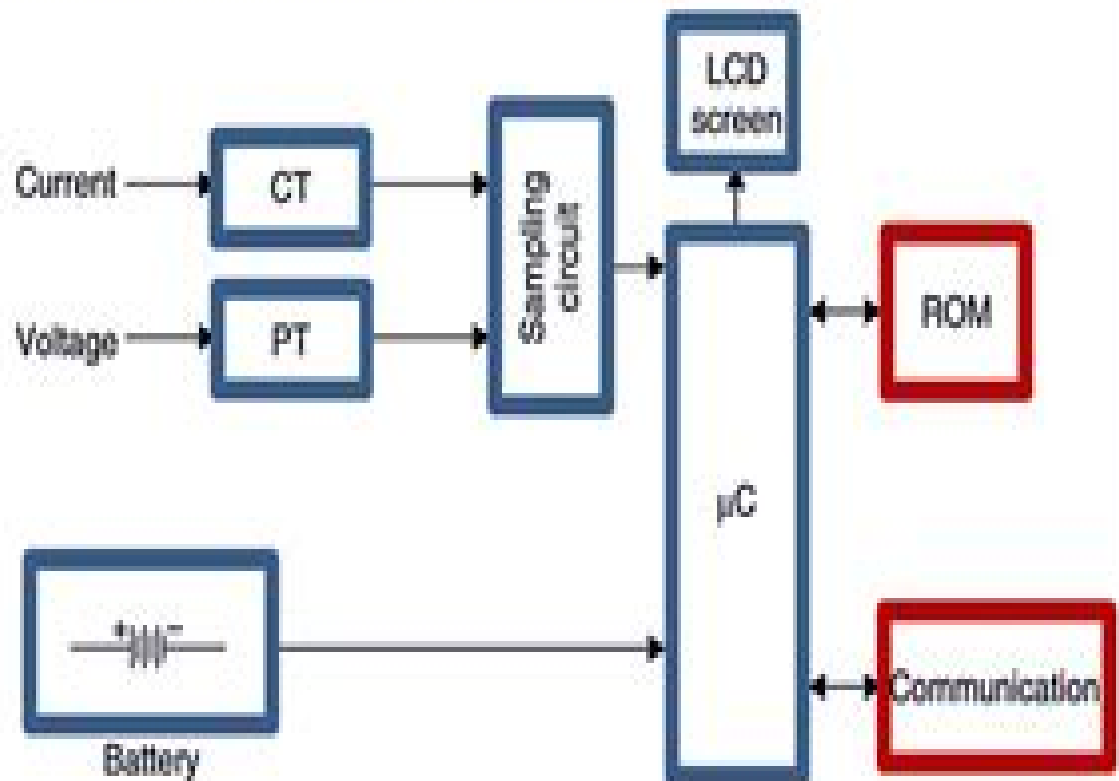 LCD
screen
Current
CT
Sampling
circuit
Voltage
PT
ROM
μC
+ -
Battery
Communication